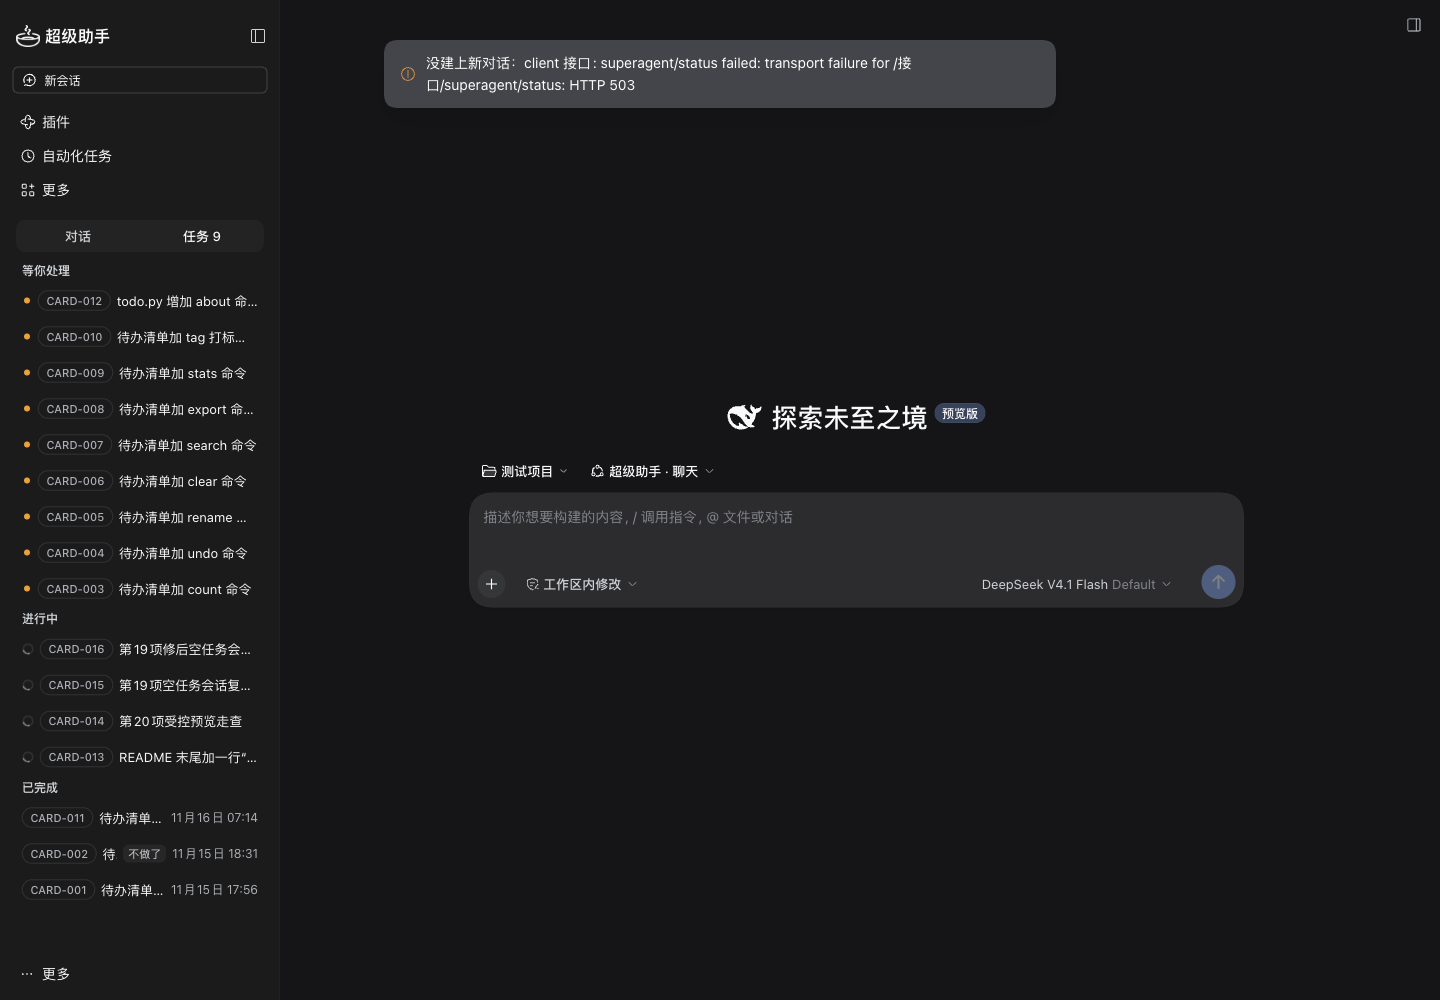 超级助手
新会话
插件
自动化任务
更多
对话 任务 9
等你处理
CARD-012 todo.py 增加 about 命...
CARD-010 待办清单加 tag 打标...
CARD-009 待办清单加 stats 命令
CARD-008 待办清单加 export 命...
CARD-007 待办清单加 search 命令
CARD-006 待办清单加 clear 命令
CARD-005 待办清单加 rename ...
CARD-004 待办清单加 undo 命令
CARD-003 待办清单加 count 命令
进行中
CARD-016 第19项修后空任务会...
CARD-015 第19项空任务会话复...
CARD-014 第20项受控预览走查
CARD-013 README 末尾加一行“...
已完成
CARD-011 待办清单... 11月16日 07:14
CARD-002 待 不做了 11月15日 18:31
CARD-001 待办清单... 11月15日 17:56
... 更多
没建上新对话：client 接口: superagent/status failed: transport failure for /接
口/superagent/status: HTTP 503
探索未至之境 预览版
测试项目 超级助手 · 聊天
描述你想要构建的内容, / 调用指令, @ 文件或对话
工作区内修改 DeepSeek V4.1 Flash Default